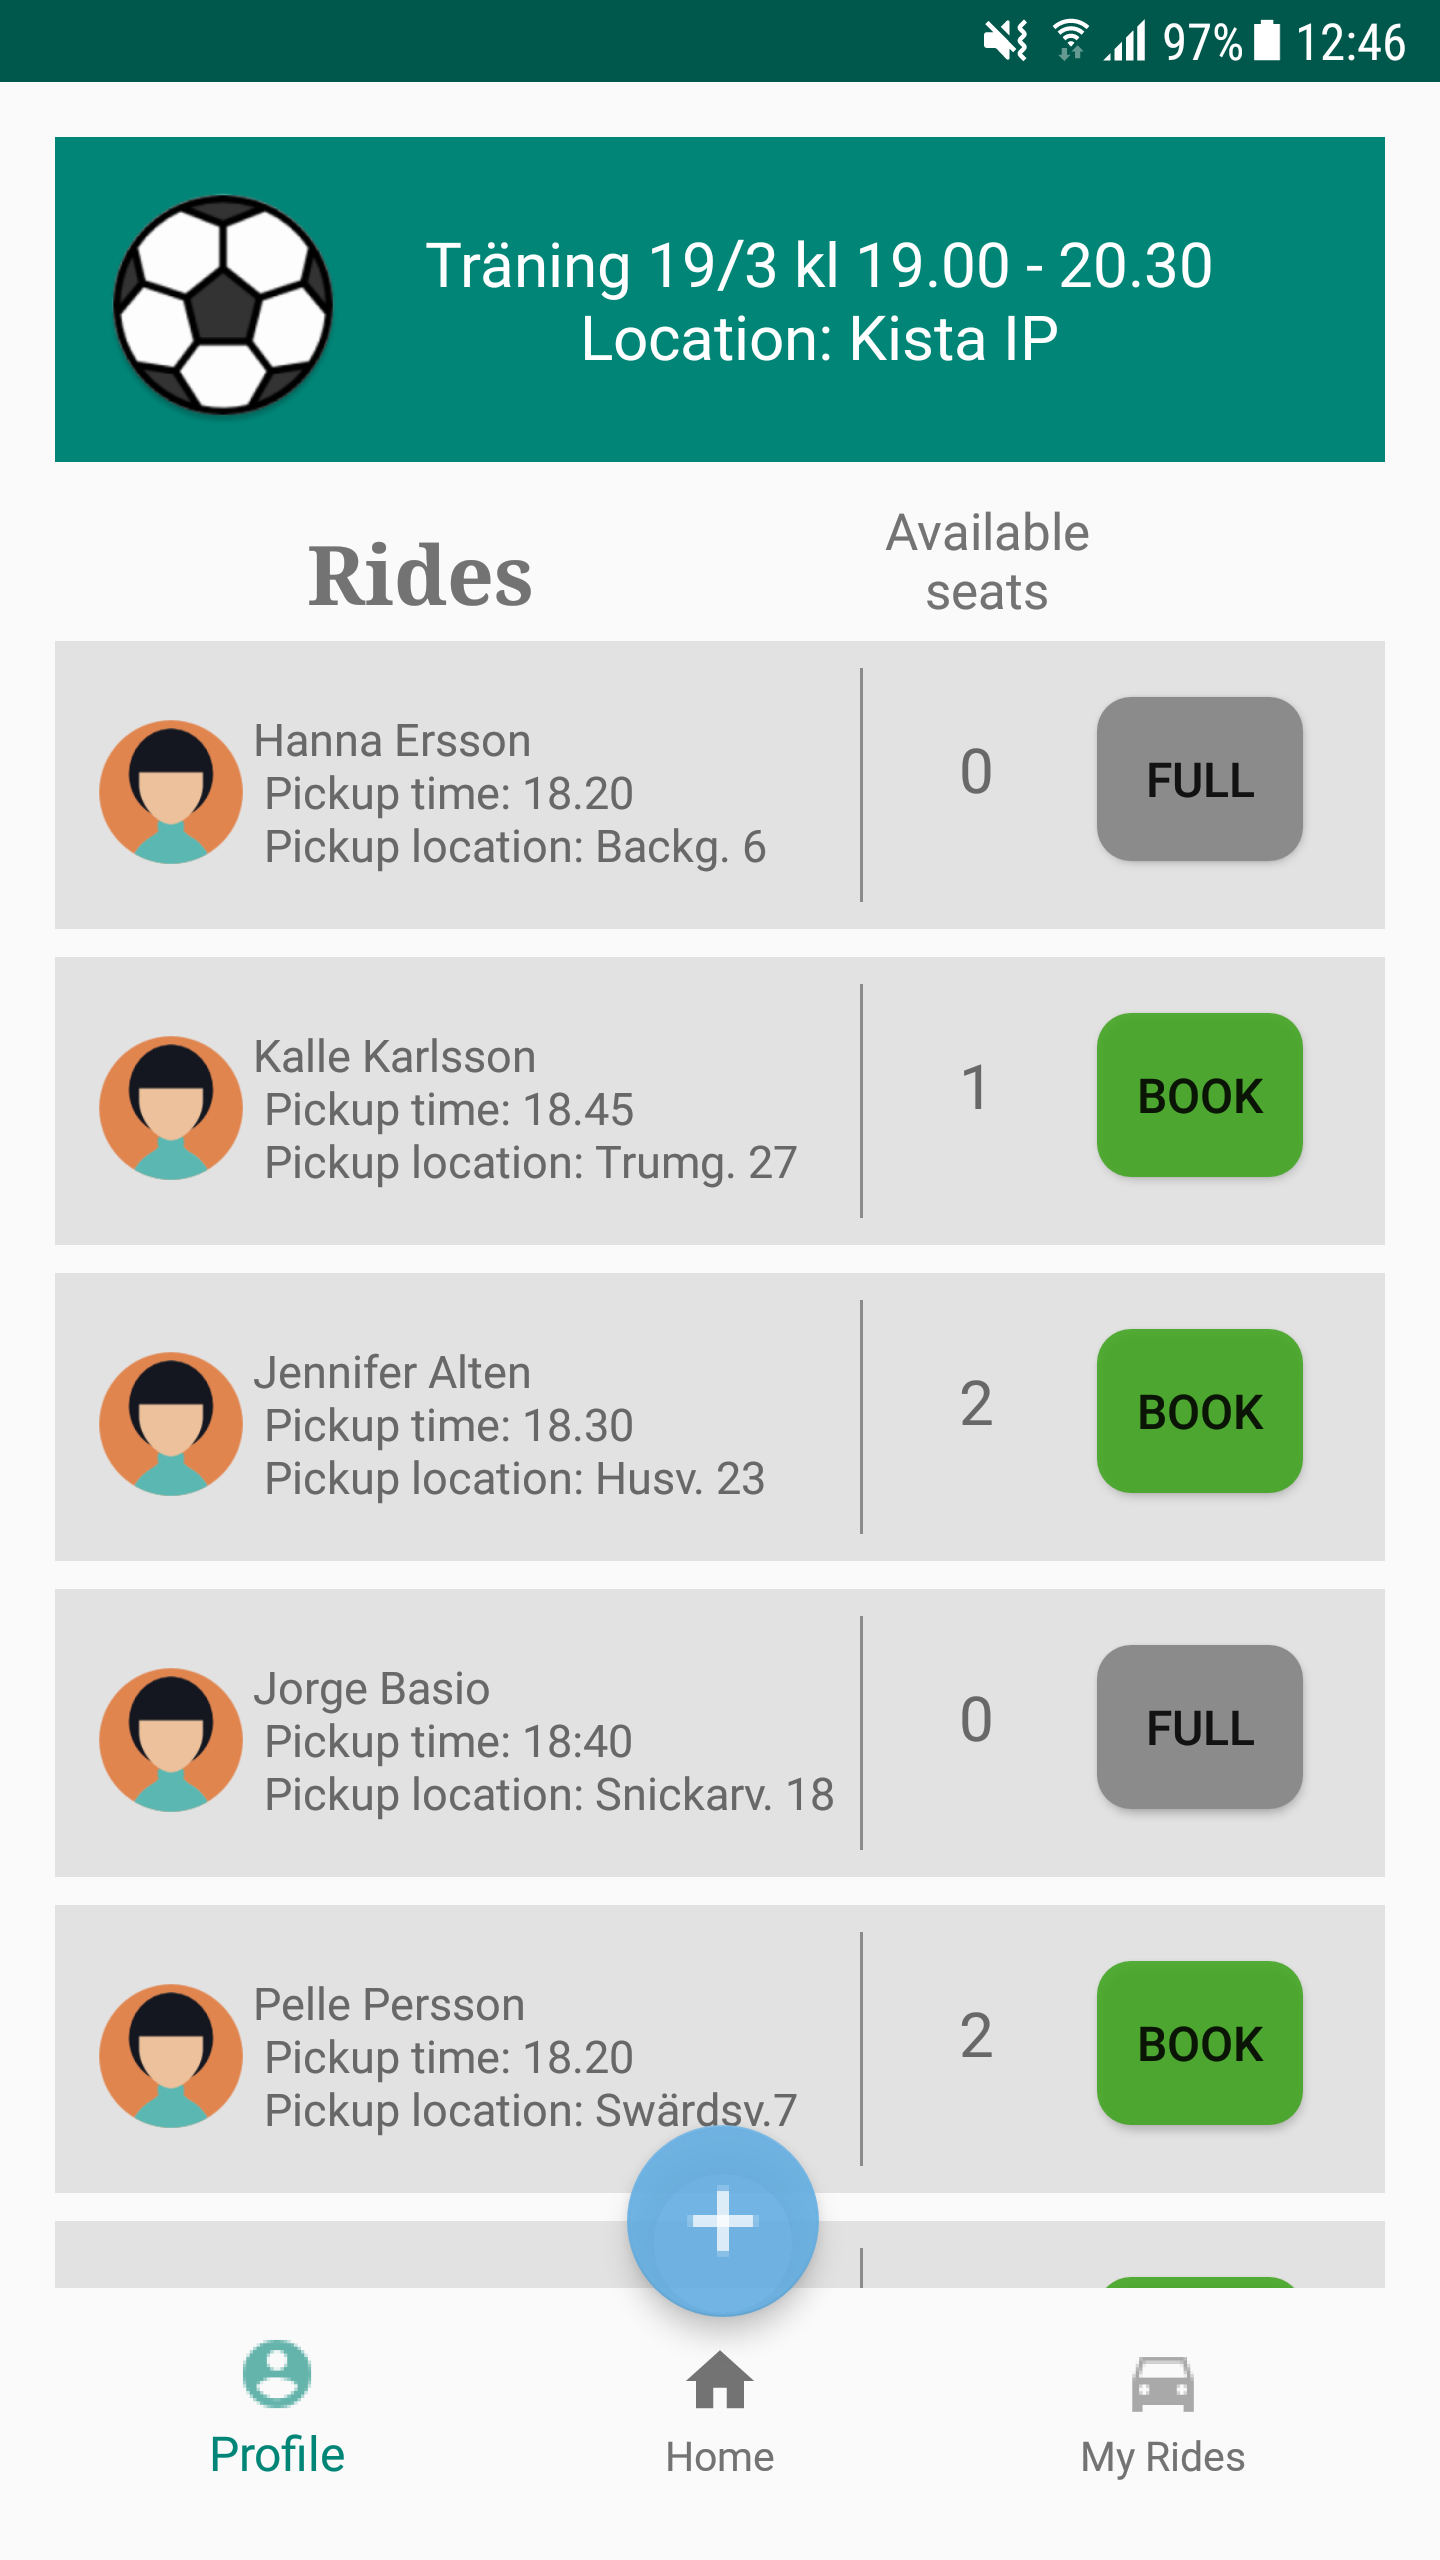 97% 12:46
Träning 19/3 kl 19.00 - 20.30
Location: Kista IP
Rides
Available
seats
Hanna Ersson
Pickup time: 18.20
Pickup location: Backg. 6
0
FULL
Kalle Karlsson
Pickup time: 18.45
Pickup location: Trumg. 27
1
BOOK
Jennifer Alten
Pickup time: 18.30
Pickup location: Husv. 23
2
BOOK
Jorge Basio
Pickup time: 18:40
Pickup location: Snickarv. 18
0
FULL
Pelle Persson
Pickup time: 18.20
Pickup location: Swärdsv.7
2
BOOK
Profile
Home
My Rides